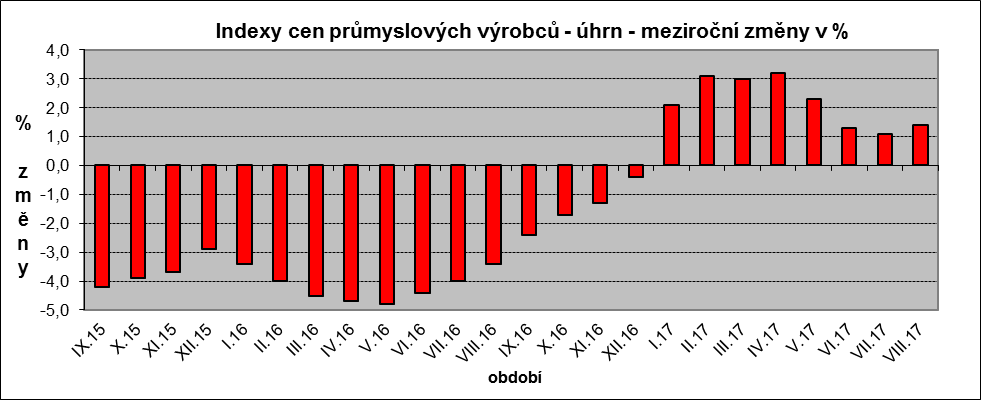 Indexy cen průmyslových výrobců - úhrn - meziroční změny v %
4,0
3,0
2,0
1,0
0,0
-1,0
-2,0
-3,0
-4,0
-5,0
% změny
IX.15
X.15
XI.15
XII.15
I.16
II.16
III.16
IV.16
V.16
VI.16
VII.16
VIII.16
IX.16
X.16
XI.16
XII.16
I.17
II.17
III.17
IV.17
V.17
VI.17
VII.17
VIII.17
období